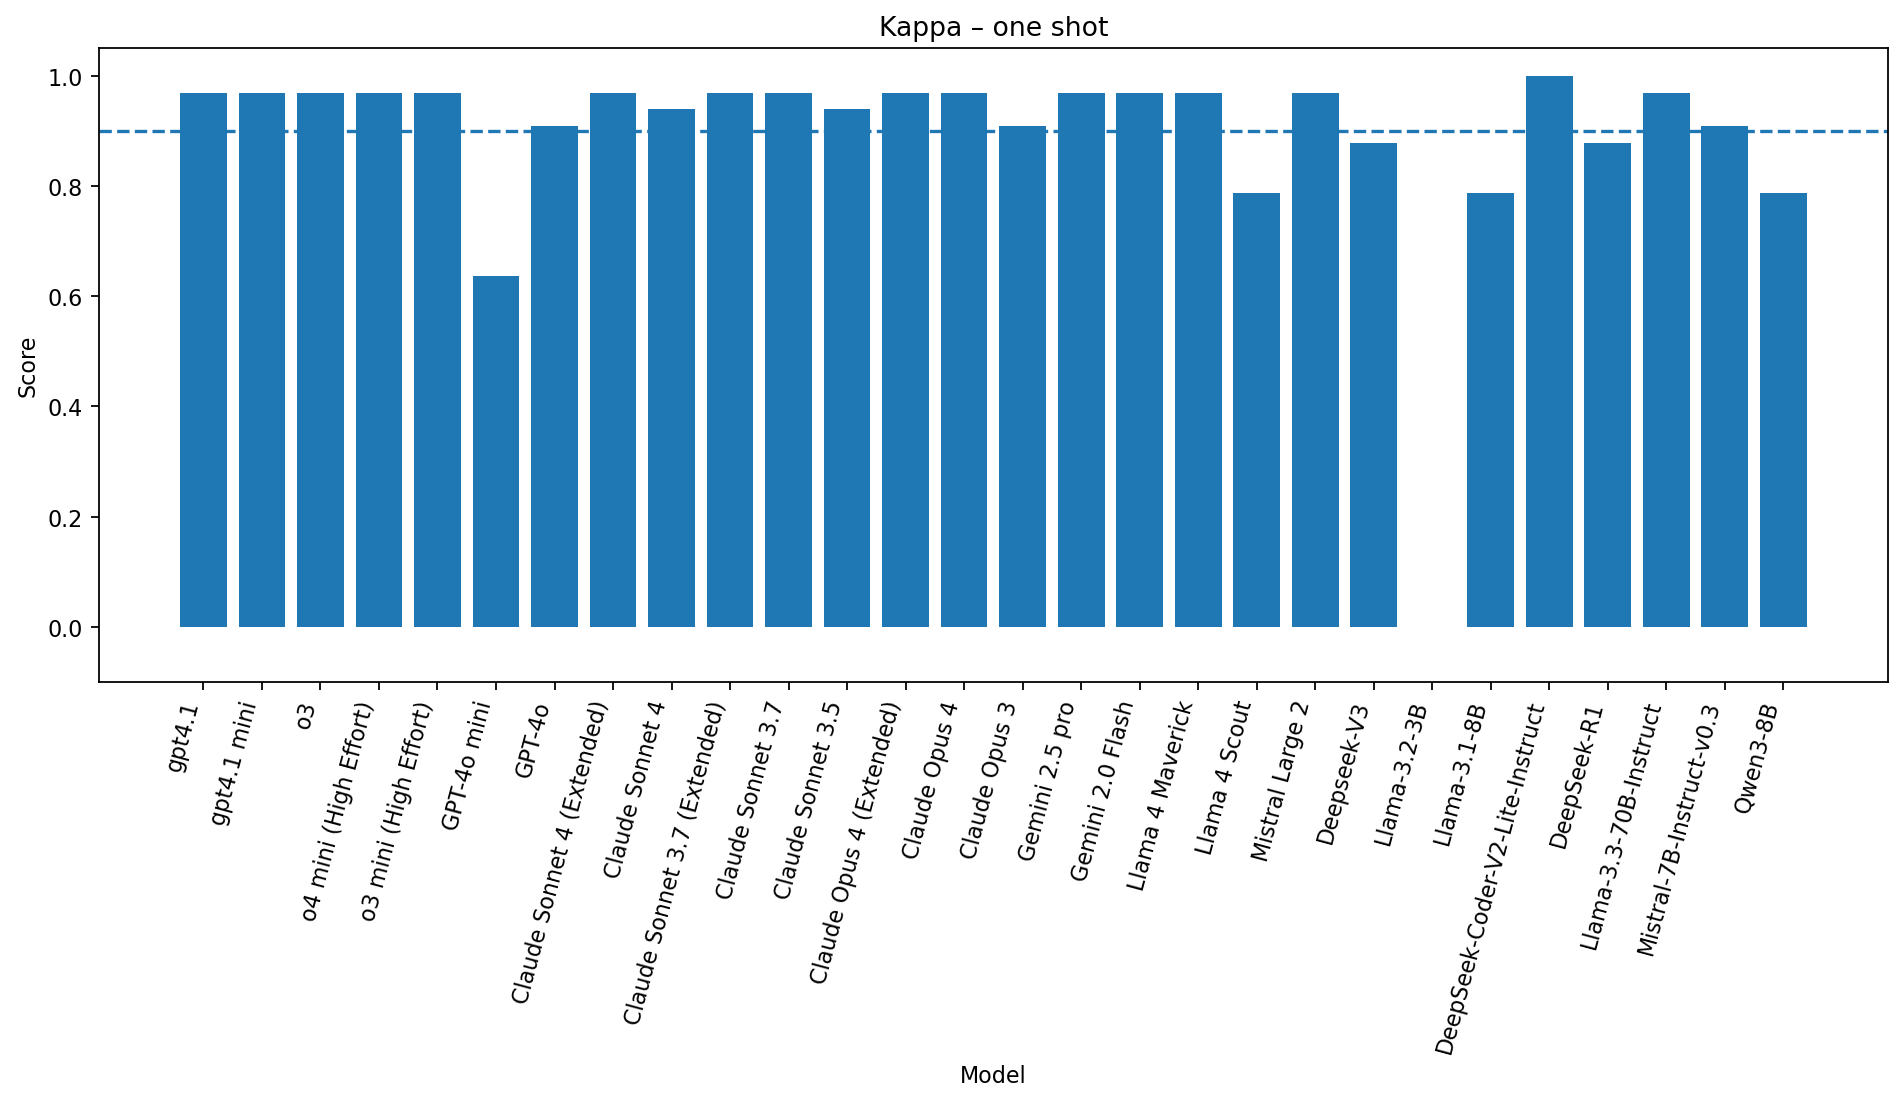 Kappa – one shot
1.0
0.8
0.6
0.4
0.2
0.0
Score
gpt4.1
gpt4.1 mini
o3
o4 mini (High Effort)
o3 mini (High Effort)
GPT-4o mini
GPT-4o
Claude Sonnet 4 (Extended)
Claude Sonnet 4
Claude Sonnet 3.7 (Extended)
Claude Sonnet 3.7
Claude Sonnet 3.5
Claude Opus 4 (Extended)
Claude Opus 4
Claude Opus 3
Gemini 2.5 pro
Gemini 2.0 Flash
Llama 4 Maverick
Llama 4 Scout
Mistral Large 2
Deepseek-V3
Llama-3.2-3B
Llama-3.1-8B
DeepSeek-Coder-V2-Lite-Instruct
DeepSeek-R1
Llama-3.3-70B-Instruct
Mistral-7B-Instruct-v0.3
Qwen3-8B
Model